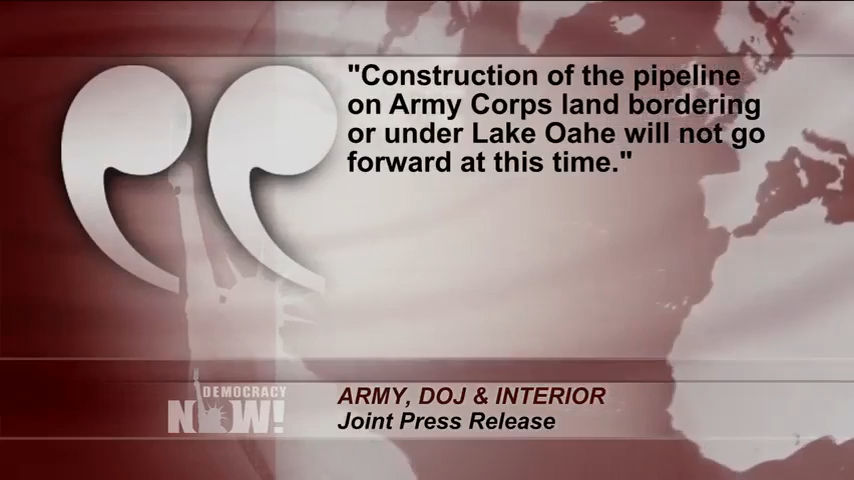 "Construction of the pipeline
on Army Corps land bordering
or under Lake Oahe will not go
forward at this time."
DEMOCRACY
NOW!
ARMY, DOJ & INTERIOR
Joint Press Release